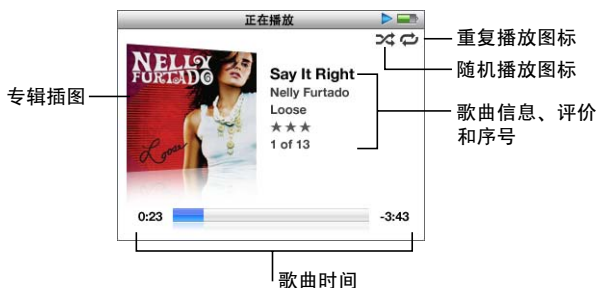 正在播放
重复播放图标
随机播放图标
专辑插图
NELLY
FURTADO
Loose
Say It Right
Nelly Furtado
Loose
★★★
1 of 13
歌曲信息、评价
和序号
0:23
-3:43
歌曲时间